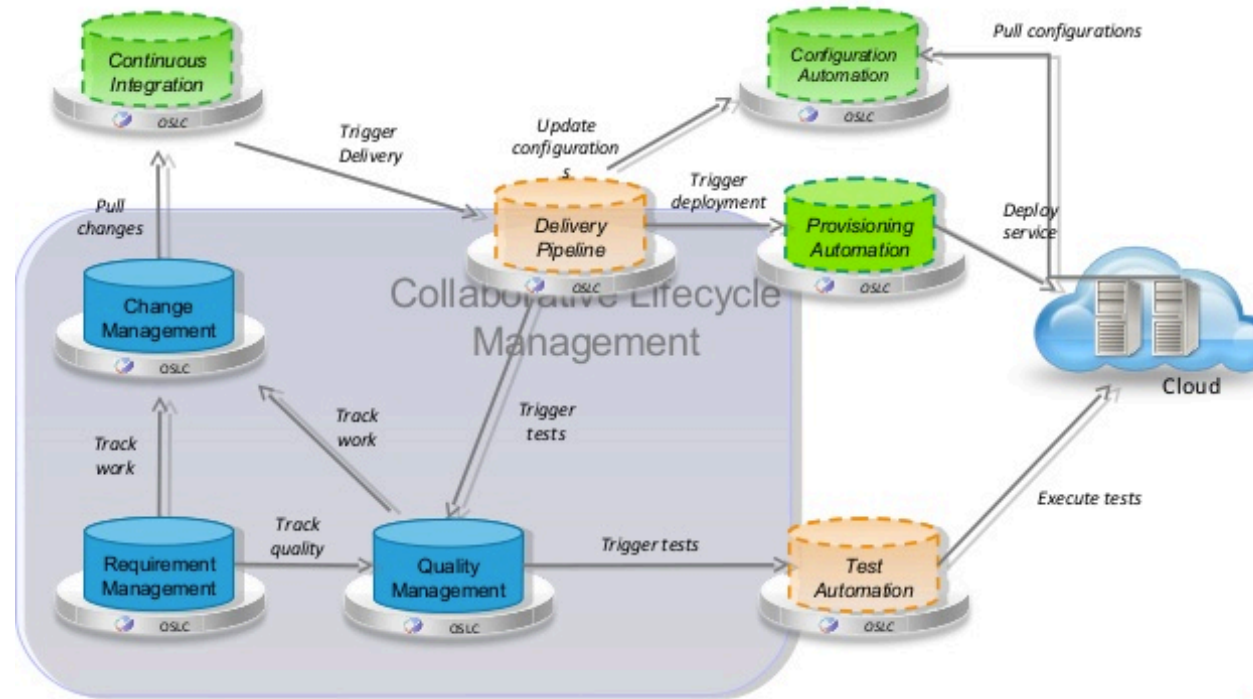 Continuous
Integration
OSLC
Configuration
Automation
OSLC
Pull configurations
Trigger
Delivery
Update
configuration
s
Trigger
deployment
Pull
changes
Delivery
Pipeline
OSLC
Provisioning
Automation
OSLC
Deploy
service
Change
Management
OSLC
Collaborative Lifecycle
Management
Cloud
Track
work
Track
work
Trigger
tests
Execute tests
Requirement
Management
OSLC
Track
quality
Quality
Management
OSLC
Trigger tests
Test
Automation
OSLC